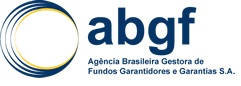 abgf
Agência Brasileira Gestora de
Fundos Garantidores e Garantias S.A.